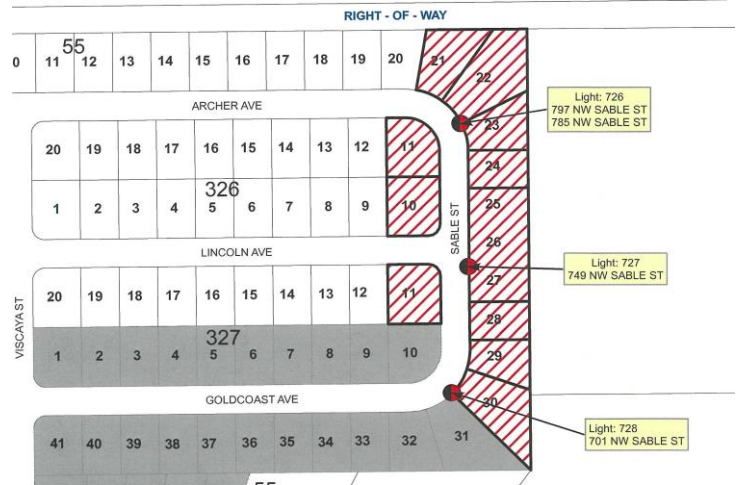 RIGHT - OF - WAY
55
0 11 12 13 14 15 16 17 18 19 20 21
22
ARCHER AVE
Light: 726
797 NW SABLE ST
785 NW SABLE ST
23
20 19 18 17 16 15 14 13 12 11
24
326
1 2 3 4 5 6 7 8 9 10
25
SABLE ST
26
LINCOLN AVE
Light: 727
749 NW SABLE ST
27
20 19 18 17 16 15 14 13 12 11
28
VISCAYA ST
327
1 2 3 4 5 6 7 8 9 10
29
GOLDCOAST AVE
30
Light: 728
701 NW SABLE ST
41 40 39 38 37 36 35 34 33 32 31